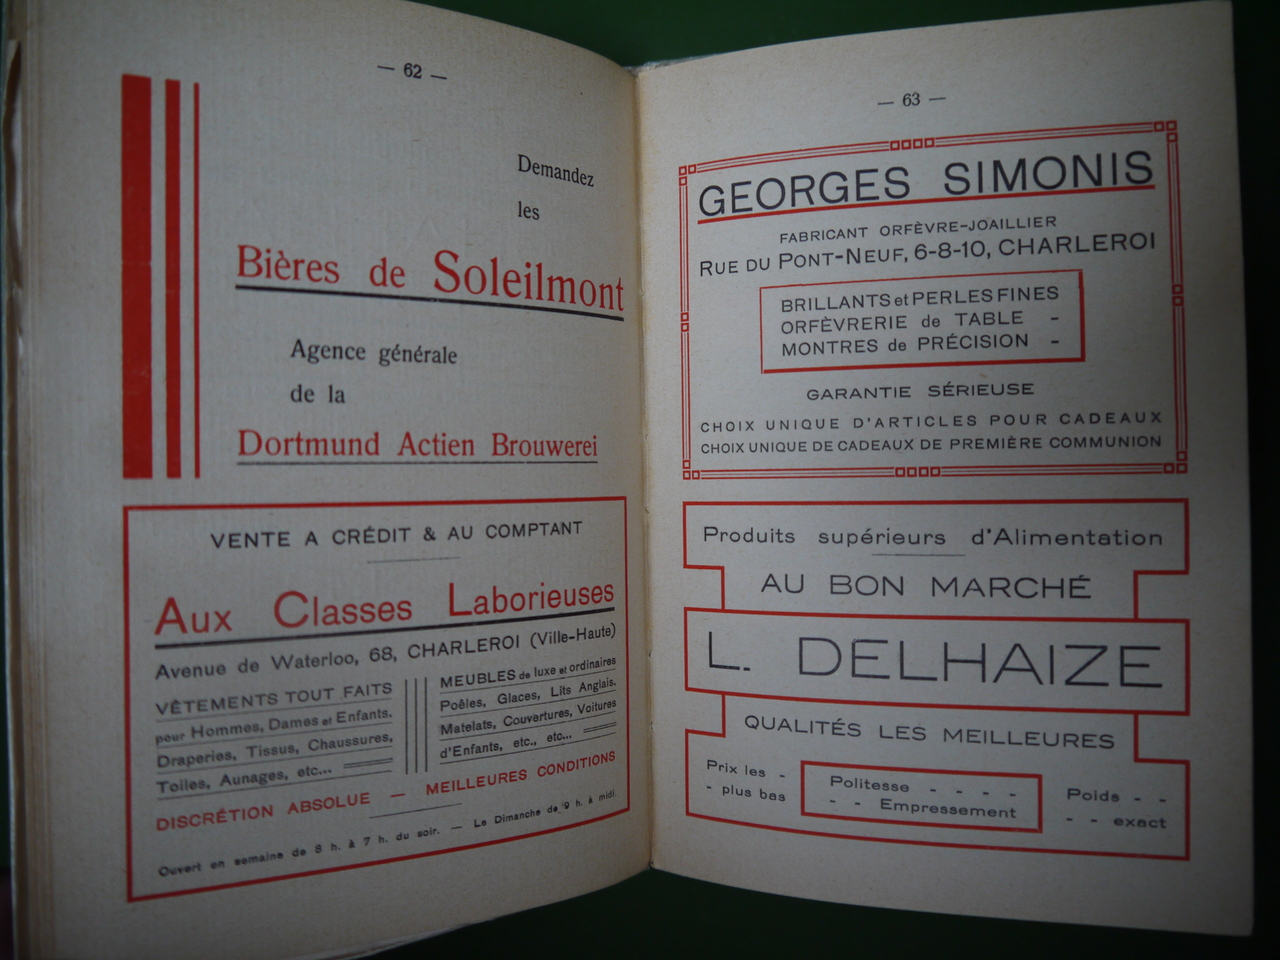 — 62 —
Demandez
les
Bières de Soleilmont
Agence générale
de la
Dortmund Actien Brouwerei
VENTE A CRÉDIT & AU COMPTANT
Aux Classes Laborieuses
Avenue de Waterloo, 68, CHARLEROI (Ville-Haute)
VÊTEMENTS TOUT FAITS
pour Hommes, Dames et Enfants.
Draperies, Tissus, Chaussures,
Toiles, Aunages, etc...
MEUBLES de luxe et ordinaires
Poêles, Glaces, Lits Anglais.
Matelats, Couvertures, Voitures
d'Enfants, etc., etc...
DISCRÉTION ABSOLUE — MEILLEURES CONDITIONS
Ouvert en semaine de 8 h. à 7 h. du soir. — Le Dimanche de 9 h. à midi.
— 63 —
GEORGES SIMONIS
FABRICANT ORFÈVRE-JOAILLIER
RUE DU PONT-NEUF, 6-8-10, CHARLEROI
BRILLANTS et PERLES FINES
ORFÈVRERIE de TABLE -
MONTRES de PRÉCISION -
GARANTIE SÉRIEUSE
CHOIX UNIQUE D'ARTICLES POUR CADEAUX
CHOIX UNIQUE DE CADEAUX DE PREMIÈRE COMMUNION
Produits supérieurs d'Alimentation
AU BON MARCHÉ
L. DELHAIZE
QUALITÉS LES MEILLEURES
Prix les -
- plus bas
Politesse - - - -
- - Empressement
Poids - -
- - exact